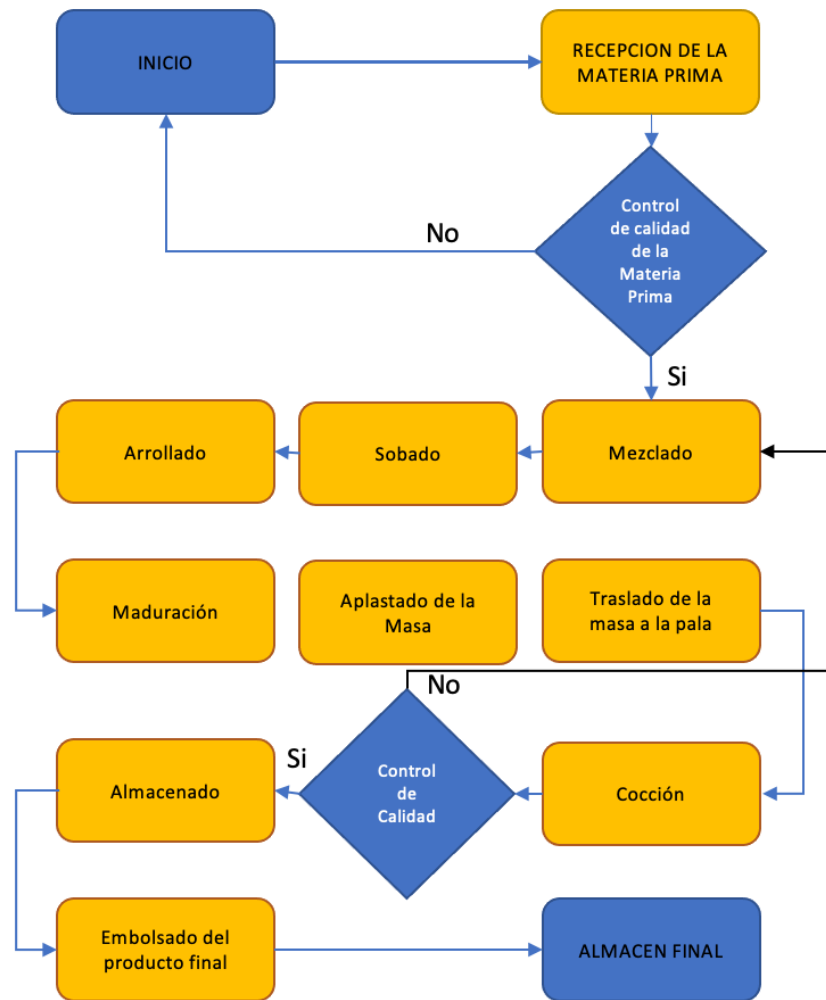 INICIO
RECEPCION DE LA
MATERIA PRIMA
Control
de calidad
de la
Materia
Prima
No
Si
Arrollado
Sobado
Mezclado
Maduración
Aplastado de la
Masa
Traslado de la
masa a la pala
No
Si
Almacenado
Control
de
Calidad
Cocción
Embolsado del
producto final
ALMACEN FINAL